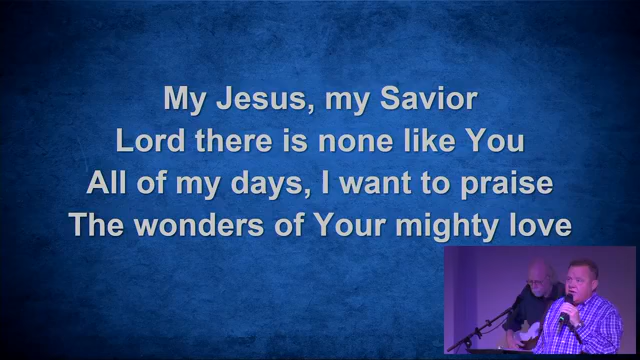 My Jesus, my Savior
Lord there is none like You
All of my days, I want to praise
The wonders of Your mighty love